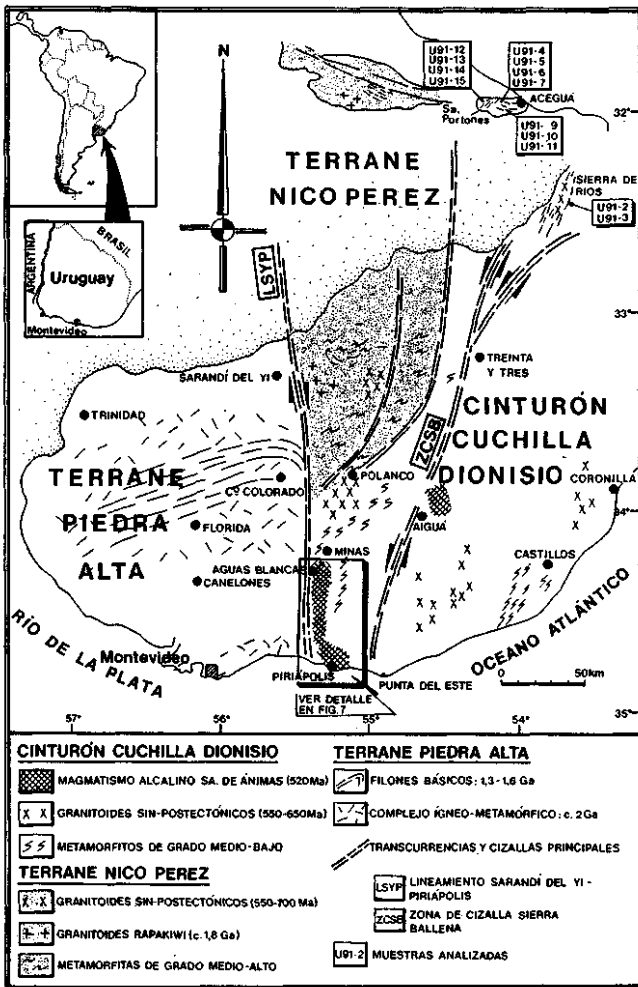 N
U91-12
U91-13
U91-14
U91-15
U91-4
U91-5
U91-6
U91-7
ACEGUÁ
Sa. Portones
U91- 9
U91-10
U91-11
32°
TERRANE
NICO PEREZ
SIERRA DE
RIOS
U91-2
U91-3
BRASIL
ARGENTINA
Uruguay
Montevideo
LSYP
33°
SARANDÍ DEL YI
TREINTA
Y TRES
TRINIDAD
CINTURÓN
CUCHILLA
DIONISIO
ZCSB
TERRANE
PIEDRA
ALTA
Cº COLORADO
POLANCO
CORONILLA
FLORIDA
34°
AIGUÁ
MINAS
AGUAS BLANCAS
CANELONES
CASTILLOS
RÍO DE LA PLATA
Montevideo
OCEANO ATLÁNTICO
PIRIÁPOLIS
PUNTA DEL ESTE
0 50km
VER DETALLE
EN FIG.7
57° 56° 55° 54° 35°
CINTURÓN CUCHILLA DIONISIO
MAGMATISMO ALCALINO SA. DE ÁNIMAS (520Ma)
GRANITOIDES SIN-POSTECTÓNICOS (550-650Ma)
METAMORFITOS DE GRADO MEDIO-BAJO
TERRANE NICO PEREZ
GRANITOIDES SIN-POSTECTÓNICOS (550-700 Ma)
GRANITOIDES RAPAKIWI (c. 1,8 Ga)
METAMORFITAS DE GRADO MEDIO-ALTO
TERRANE PIEDRA ALTA
FILONES BÁSICOS: 1,3-1,6 Ga
COMPLEJO ÍGNEO-METAMÓRFICO: c. 2Ga
TRANSCURRENCIAS Y CIZALLAS PRINCIPALES
LSYP LINEAMIENTO SARANDÍ DEL YI -
PIRIÁPOLIS
ZCSB ZONA DE CIZALLA SIERRA
BALLENA
U91-2 MUESTRAS ANALIZADAS